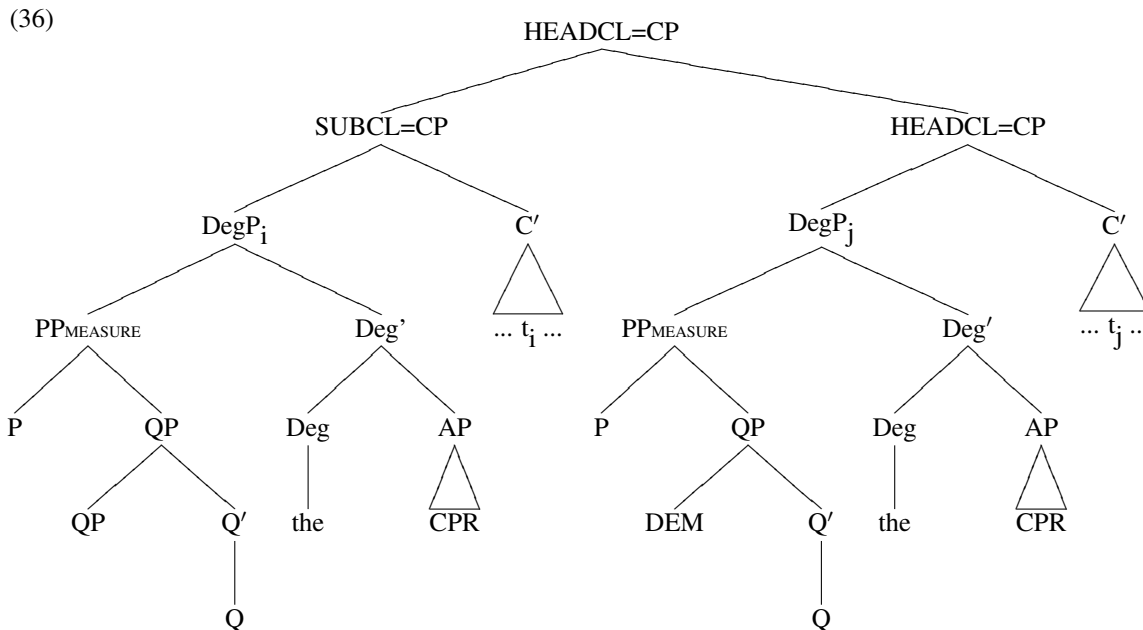 (36)
HEADCL=CP
SUBCL=CP HEADCL=CP
DegPi C′ DegPj C′
PPMEASURE Deg’ ... ti ... PPMEASURE Deg′ ... tj ...
P QP Deg AP P QP Deg AP
QP Q′ the CPR DEM Q′ the CPR
Q Q